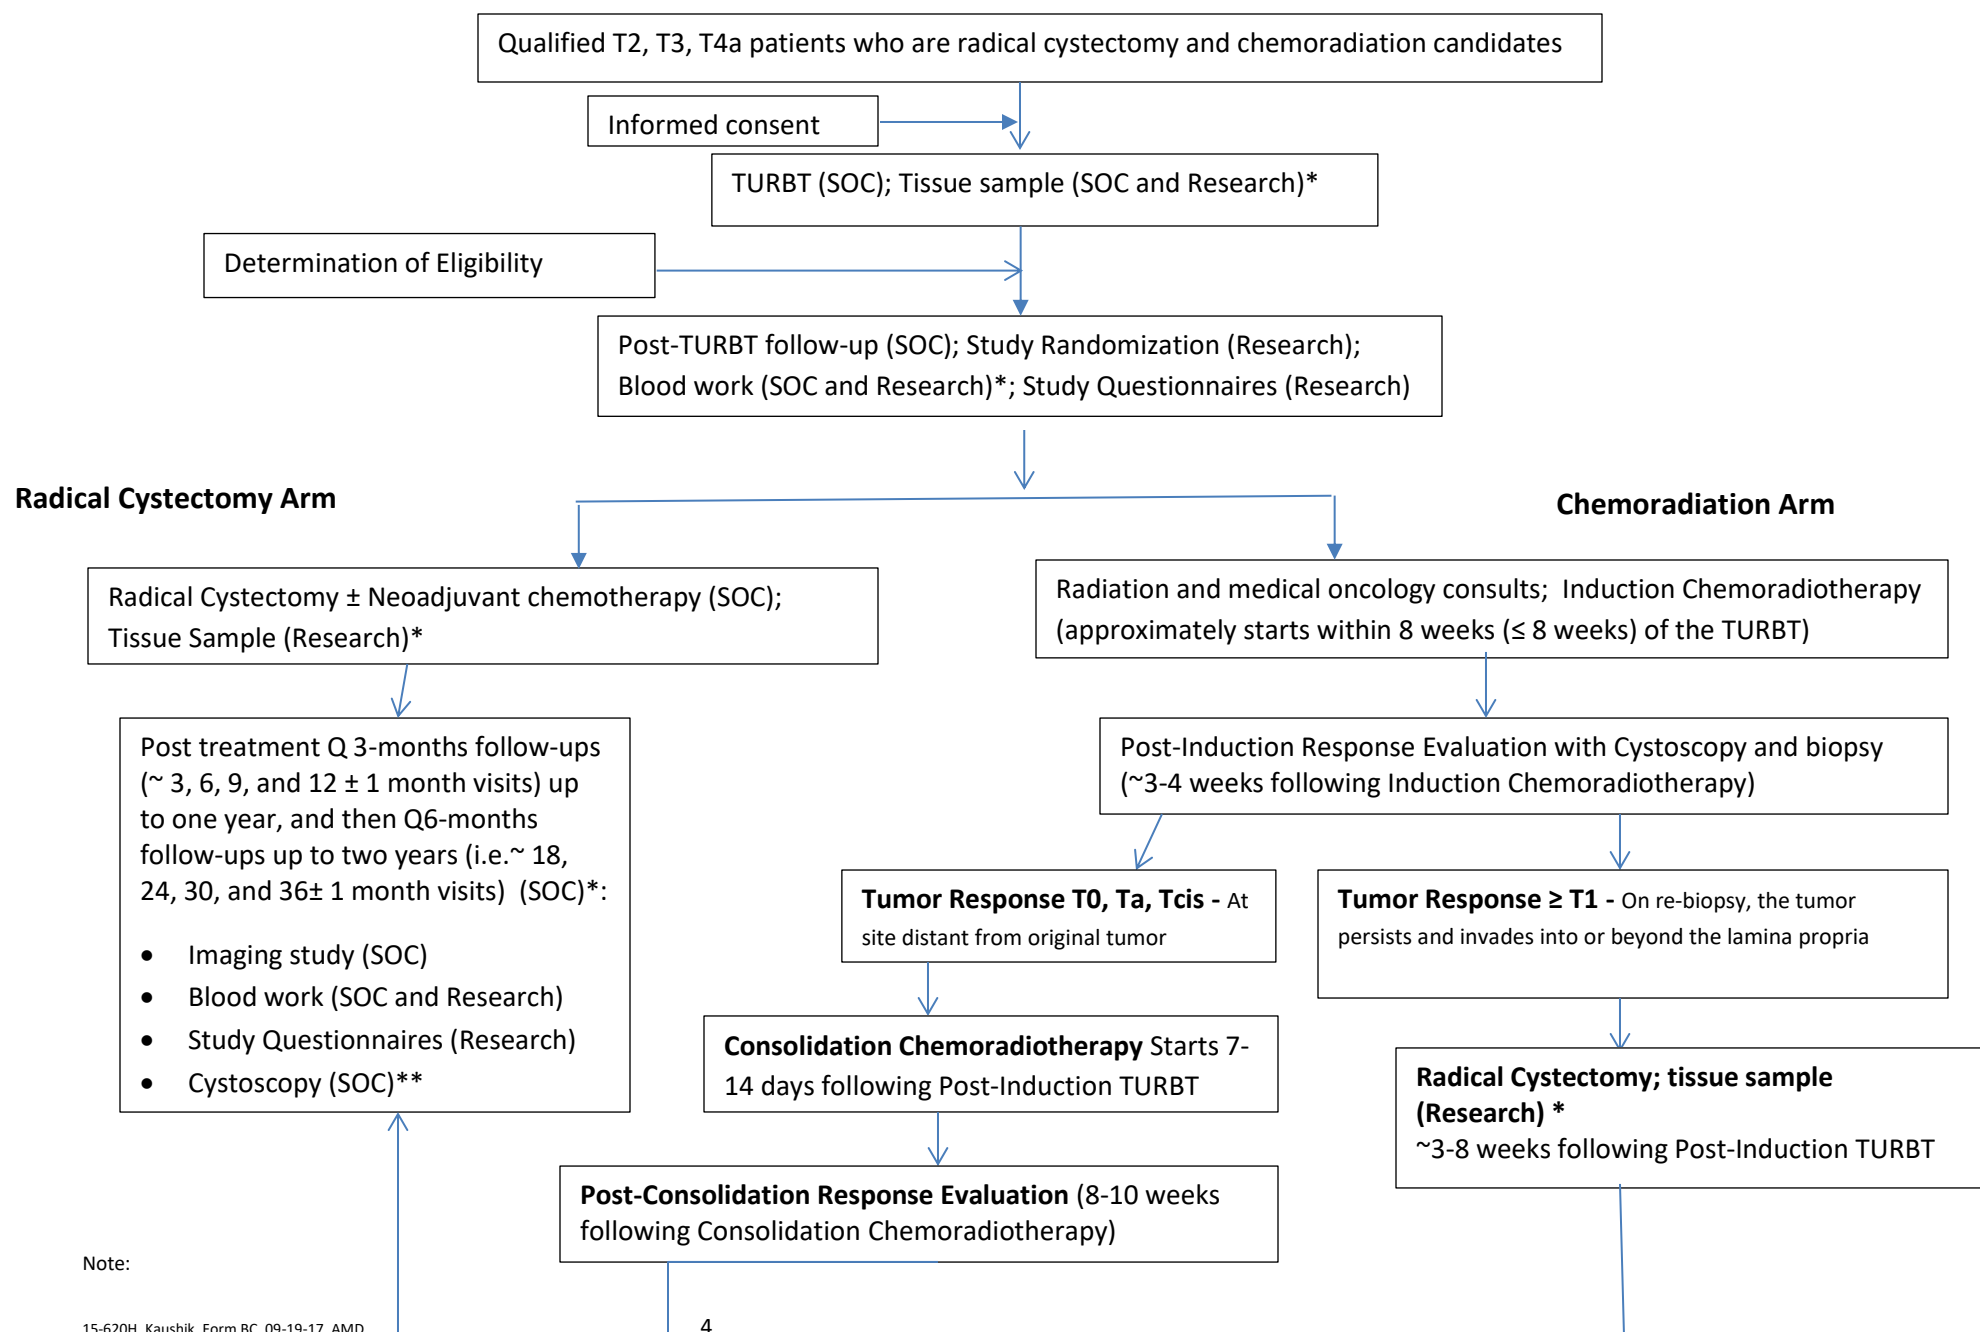 Qualified T2, T3, T4a patients who are radical cystectomy and chemoradiation candidates
Informed consent
TURBT (SOC); Tissue sample (SOC and Research)*
Determination of Eligibility
Post-TURBT follow-up (SOC); Study Randomization (Research);
Blood work (SOC and Research)*; Study Questionnaires (Research)
Radical Cystectomy Arm
Chemoradiation Arm
Radical Cystectomy ± Neoadjuvant chemotherapy (SOC);
Tissue Sample (Research)*
Radiation and medical oncology consults;  Induction Chemoradiotherapy
(approximately starts within 8 weeks (≤ 8 weeks) of the TURBT)
Post treatment Q 3-months follow-ups
(~ 3, 6, 9, and 12 ± 1 month visits) up
to one year, and then Q6-months
follow-ups up to two years (i.e.~ 18,
24, 30, and 36± 1 month visits)  (SOC)*:
• Imaging study (SOC)
• Blood work (SOC and Research)
• Study Questionnaires (Research)
• Cystoscopy (SOC)**
Post-Induction Response Evaluation with Cystoscopy and biopsy
(~3-4 weeks following Induction Chemoradiotherapy)
Tumor Response T0, Ta, Tcis - At
site distant from original tumor
Tumor Response ≥ T1 - On re-biopsy, the tumor
persists and invades into or beyond the lamina propria
Consolidation Chemoradiotherapy Starts 7-
14 days following Post-Induction TURBT
Radical Cystectomy; tissue sample
(Research) *
~3-8 weeks following Post-Induction TURBT
Post-Consolidation Response Evaluation (8-10 weeks
following Consolidation Chemoradiotherapy)
Note:
15-620H, Kaushik, Form BC, 09-19-17, AMD
4